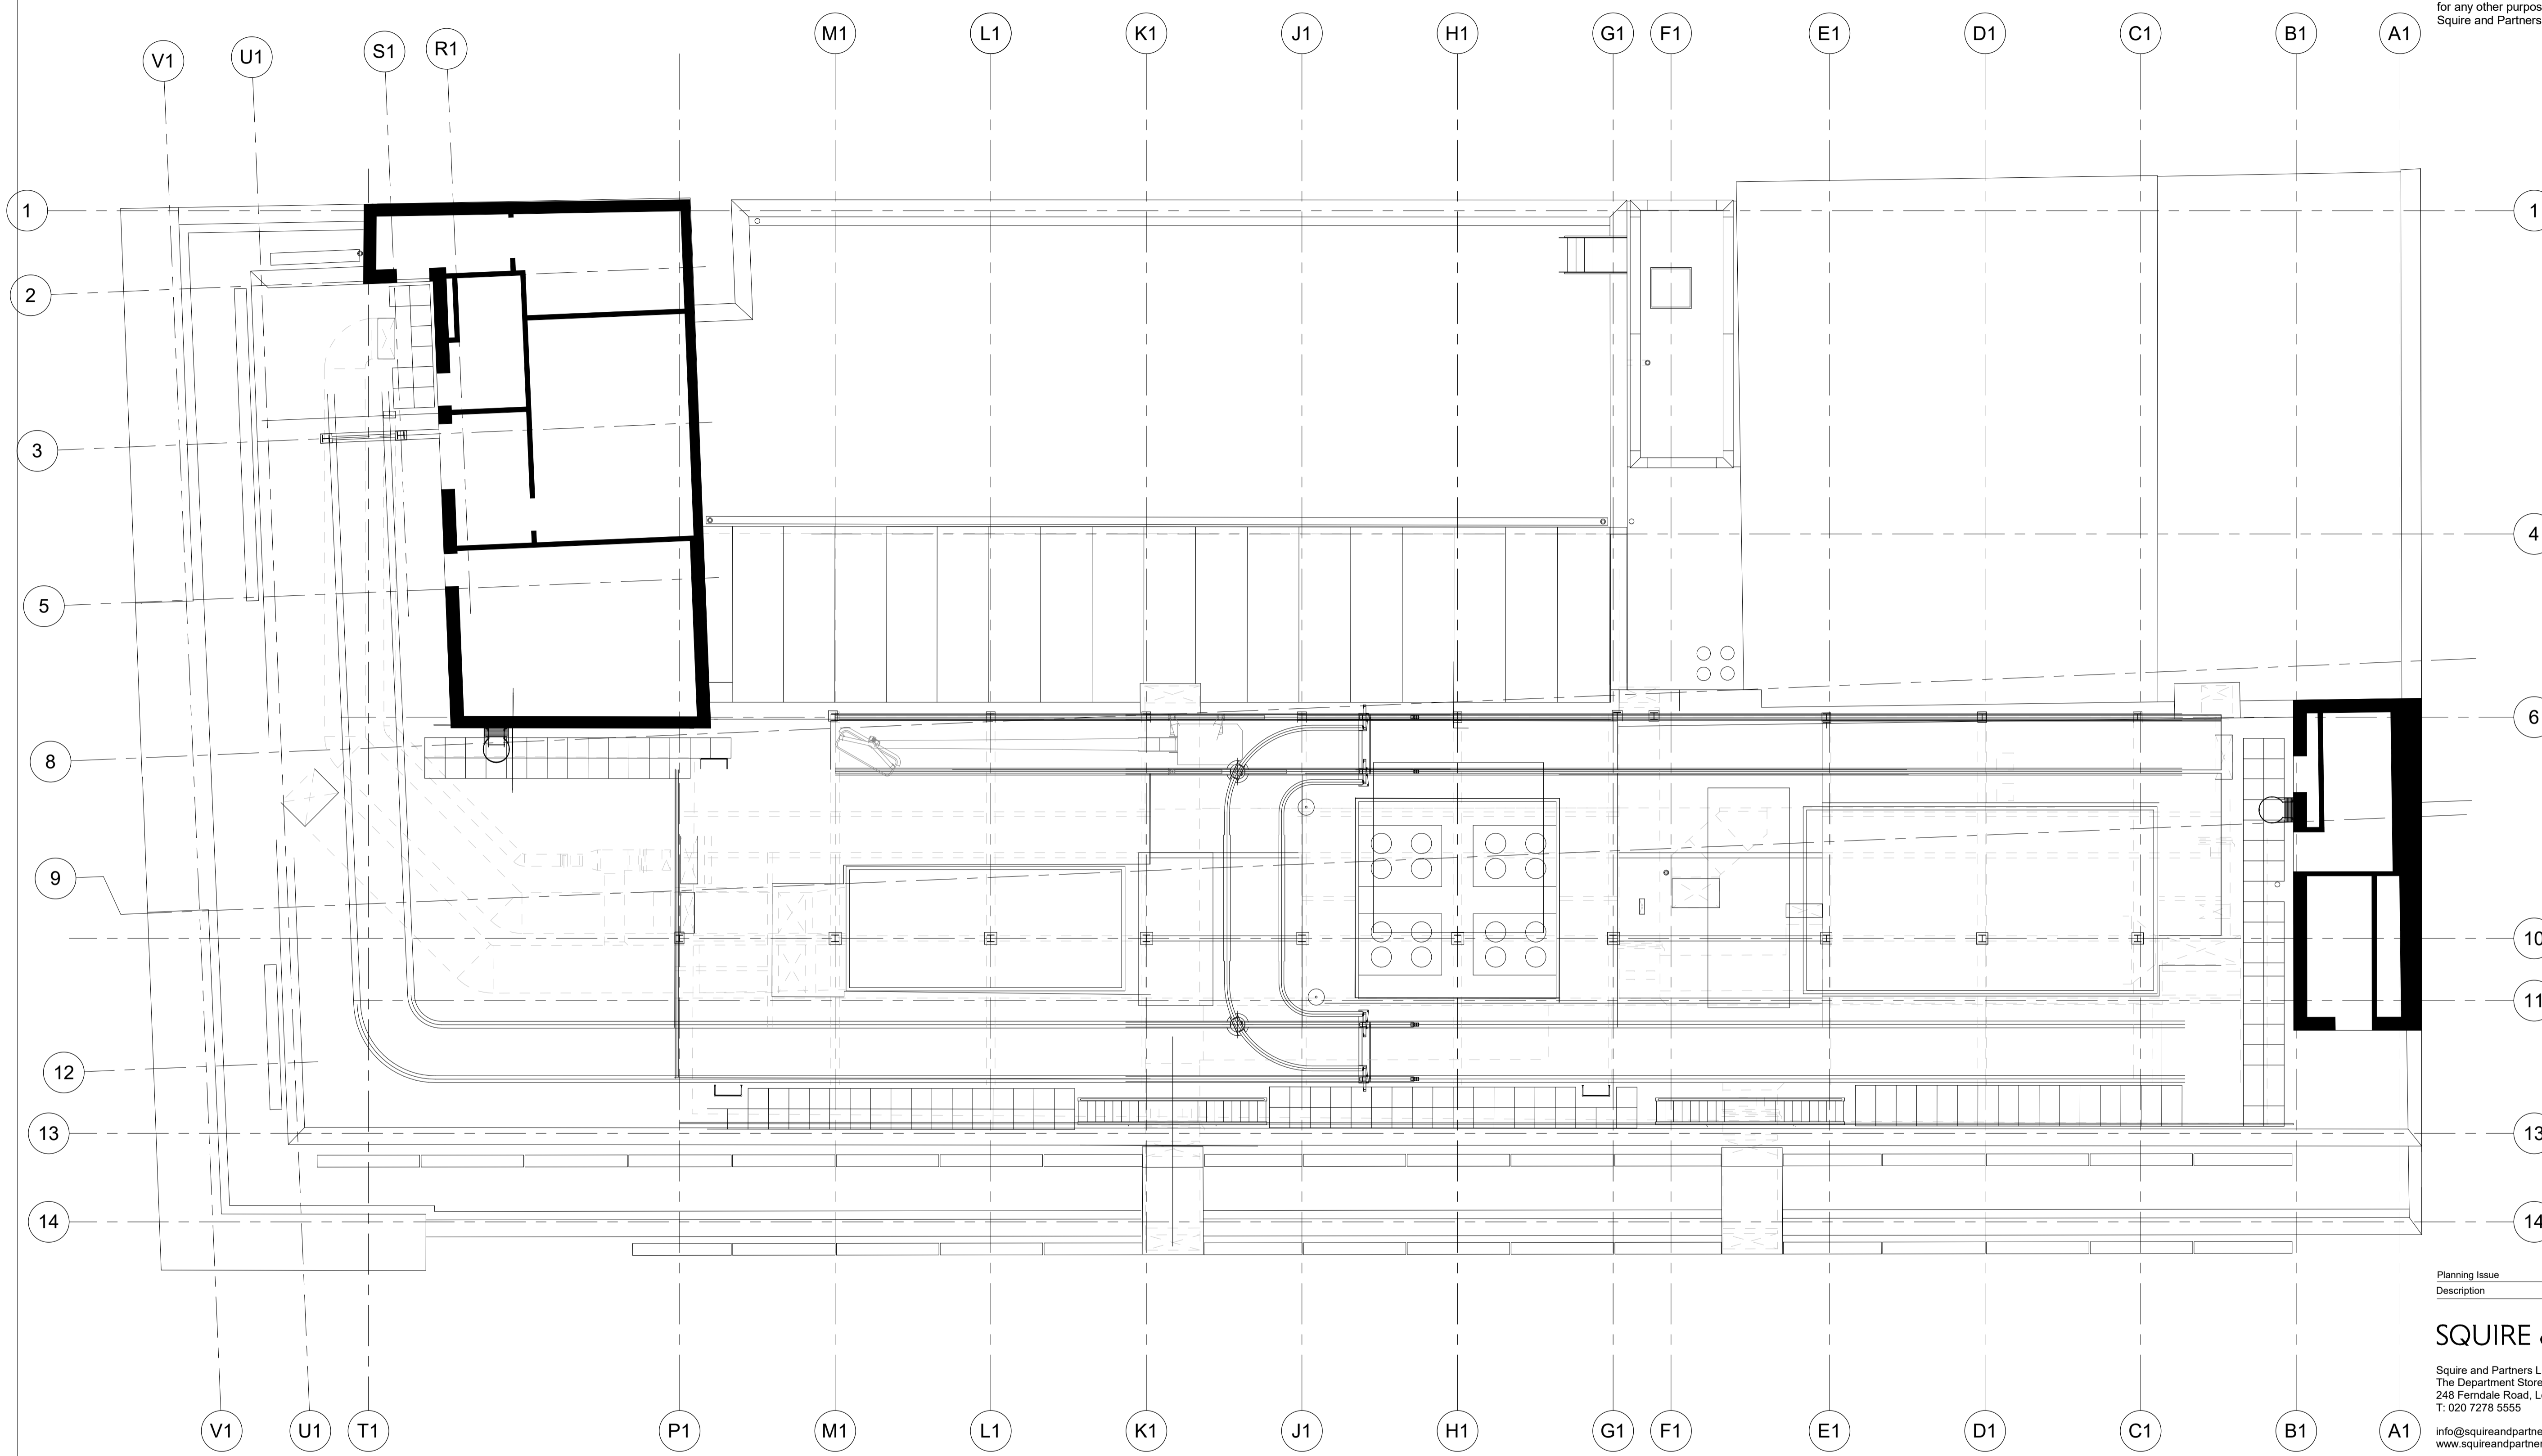 for any other purpos
Squire and Partners
V1 U1 S1 R1 M1 L1 K1 J1 H1 G1 F1 E1 D1 C1 B1 A1
1 1
2
3
4
5
6
8
9
10
11
12
13 13
14 14
Planning Issue
Description
SQUIRE
Squire and Partners L
The Department Store
248 Ferndale Road, L
T: 020 7278 5555
info@squireandpartne
www.squireandpartne
V1 U1 T1 P1 M1 L1 K1 J1 H1 G1 F1 E1 D1 C1 B1 A1